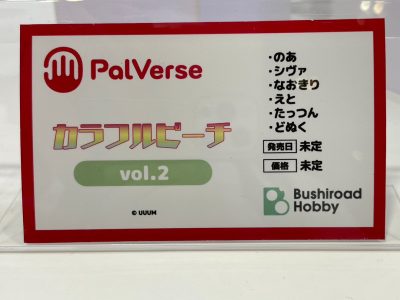 PalVerse
カラフルピーチ
vol.2
© UUUM
・のあ
・シヴァ
・なおきり
・えと
・たっつん
・どぬく
発売日 未定
価格 未定
Bushiroad
Hobby